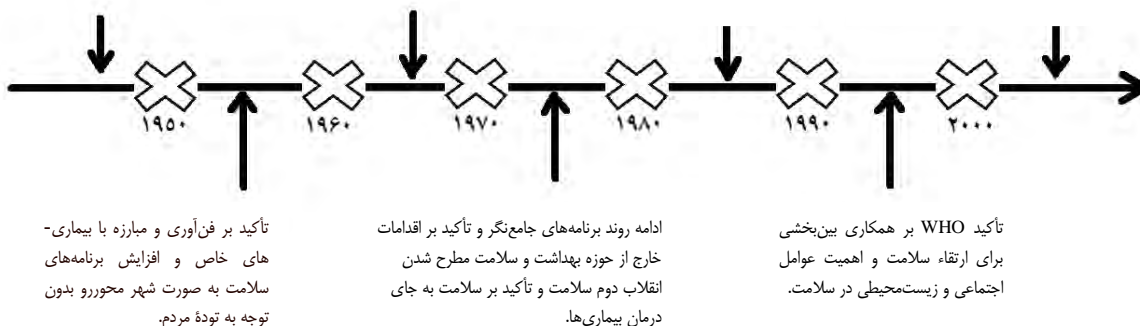 ۱۹۵۰
۱۹۶۰
۱۹۷۰
۱۹۸۰
۱۹۹۰
۲۰۰۰
تأکید بر فن‌آوری و مبارزه با بیماری-
های خاص و افزایش برنامه‌های
سلامت به صورت شهر محوررو بدون
توجه به تودهٔ مردم.
ادامه روند برنامه‌های جامع‌نگر و تأکید بر اقدامات
خارج از حوزه بهداشت و سلامت مطرح شدن
انقلاب دوم سلامت و تأکید بر سلامت به جای
درمان بیماری‌ها.
تأکید WHO بر همکاری بین‌بخشی
برای ارتقاء سلامت و اهمیت عوامل
اجتماعی و زیست‌محیطی در سلامت.